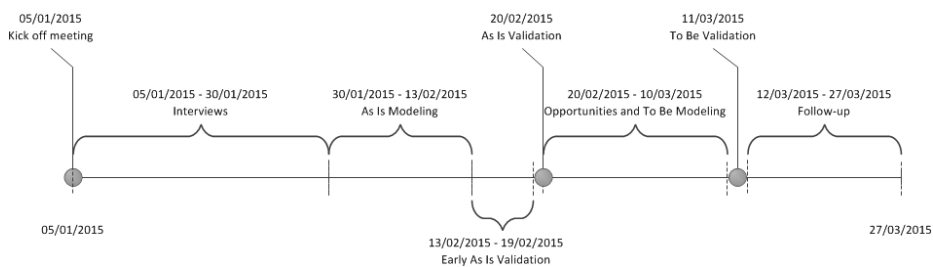 05/01/2015
Kick off meeting
20/02/2015
As Is Validation
11/03/2015
To Be Validation
05/01/2015 - 30/01/2015
Interviews
30/01/2015 - 13/02/2015
As Is Modeling
20/02/2015 - 10/03/2015
Opportunities and To Be Modeling
12/03/2015 - 27/03/2015
Follow-up
05/01/2015
27/03/2015
13/02/2015 - 19/02/2015
Early As Is Validation